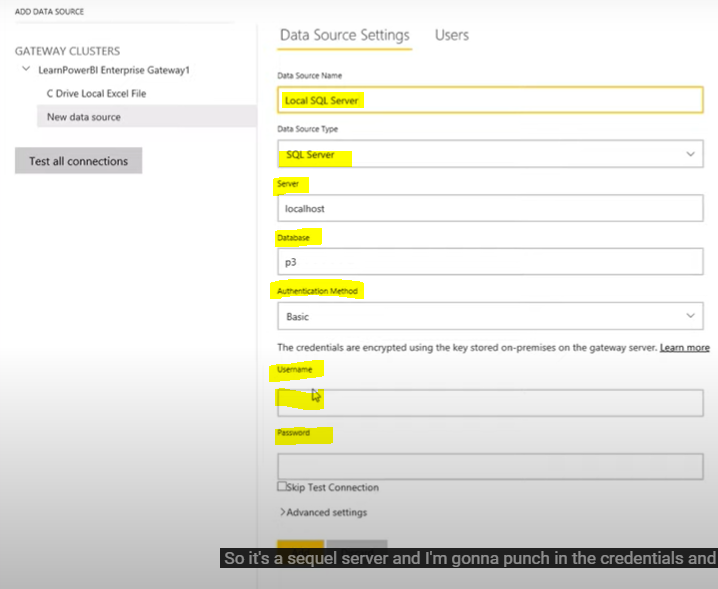 ADD DATA SOURCE
GATEWAY CLUSTERS
LearnPowerBI Enterprise Gateway1
C Drive Local Excel File
New data source
Test all connections
Data Source Settings
Users
Data Source Name
Local SQL Server
Data Source Type
SQL Server
Server
localhost
Database
p3
Authentication Method
Basic
The credentials are encrypted using the key stored on-premises on the gateway server. Learn more
Username
Password
Skip Test Connection
>Advanced settings
So it's a sequel server and I'm gonna punch in the credentials and